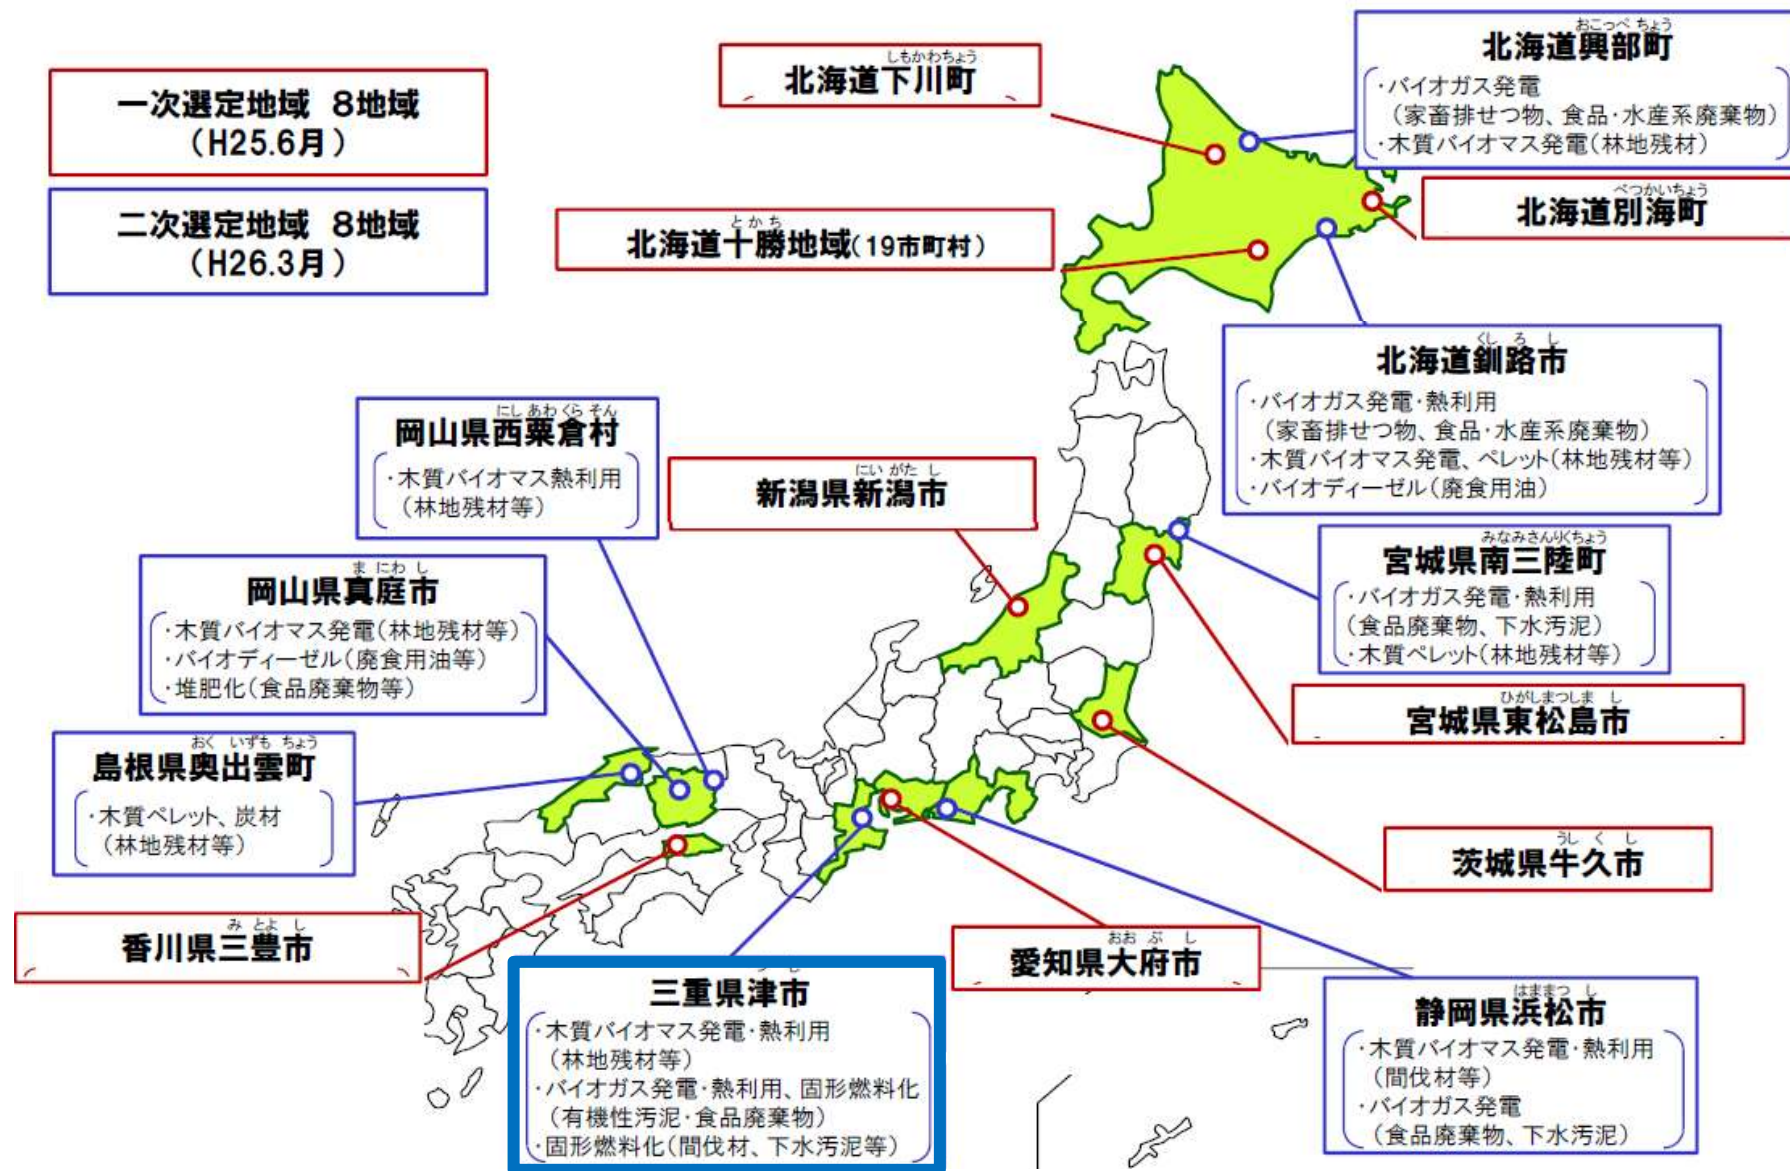 一次選定地域 8地域
(H25.6月)
二次選定地域 8地域
(H26.3月)
しもかわちょう
北海道下川町
おこっぺ ちょう
北海道興部町
・バイオガス発電
(家畜排せつ物、食品・水産系廃棄物)
・木質バイオマス発電(林地残材)
べつかいちょう
北海道別海町
とかち
北海道十勝地域(19市町村)
くし ろ し
北海道釧路市
・バイオガス発電・熱利用
(家畜排せつ物、食品・水産系廃棄物)
・木質バイオマス発電、ペレット(林地残材等)
・バイオディーゼル(廃食用油)
にし あわ くら そん
岡山県西粟倉村
・木質バイオマス熱利用
(林地残材等)
にい がた し
新潟県新潟市
みなみさんりくちょう
宮城県南三陸町
・バイオガス発電・熱利用
(食品廃棄物、下水汚泥)
・木質ペレット(林地残材等)
ま にわ し
岡山県真庭市
・木質バイオマス発電(林地残材等)
・バイオディーゼル(廃食用油等)
・堆肥化(食品廃棄物等)
ひがしまつしま し
宮城県東松島市
おく いずも ちょう
島根県奥出雲町
・木質ペレット、炭材
(林地残材等)
うし く し
茨城県牛久市
み とよ し
香川県三豊市
おお ぶ し
愛知県大府市
三重県津市
・木質バイオマス発電・熱利用
(林地残材等)
・バイオガス発電・熱利用、固形燃料化
(有機性汚泥・食品廃棄物)
・固形燃料化(間伐材、下水汚泥等)
はままつ し
静岡県浜松市
・木質バイオマス発電・熱利用
(間伐材等)
・バイオガス発電
(食品廃棄物、下水汚泥)